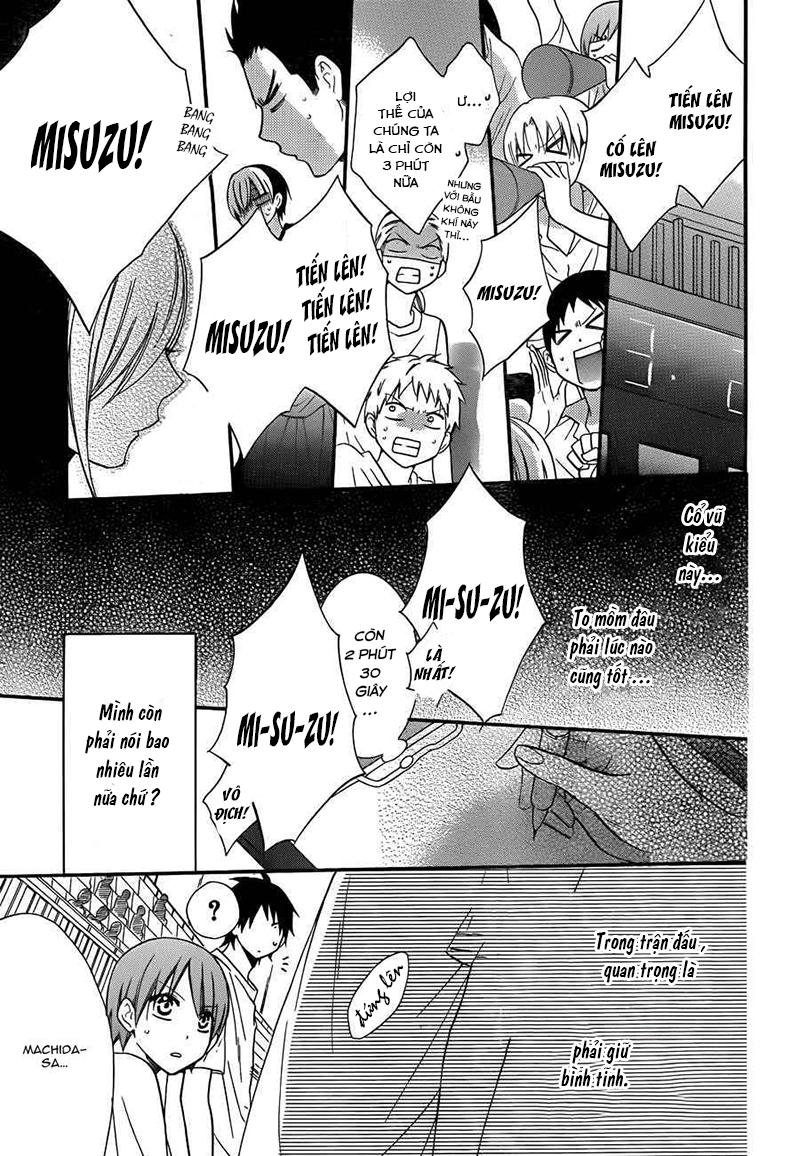 TIẾN LÊN
MISUZU!
CỐ LÊN
MISUZU!
Ư...
LỢI
THẾ CỦA
CHÚNG TA
LÀ CHỈ CÒN
3 PHÚT
NỮA
NHƯNG
VỚI BẦU
KHÔNG
KHÍ NÀY
THÌ...
MISUZU!
BANG
BANG
BANG
MISUZU!
TIẾN LÊN!
TIẾN LÊN!
TIẾN LÊN!
MISUZU!
Cổ vũ
kiểu
này...
To mồm đâu
phải lúc nào
cũng tốt ...
MI-SU-ZU!
LÀ
NHẤT!
CÒN
2 PHÚT
30
GIÂY
...
MI-SU-ZU!
VÔ
ĐỊCH!
Mình còn
phải nói bao
nhiêu lần
nữa chứ ?
Trong trận đấu ,
quan trọng là
phải giữ
bình tĩnh.
đứng lên
?
MACHIDA-
SA...